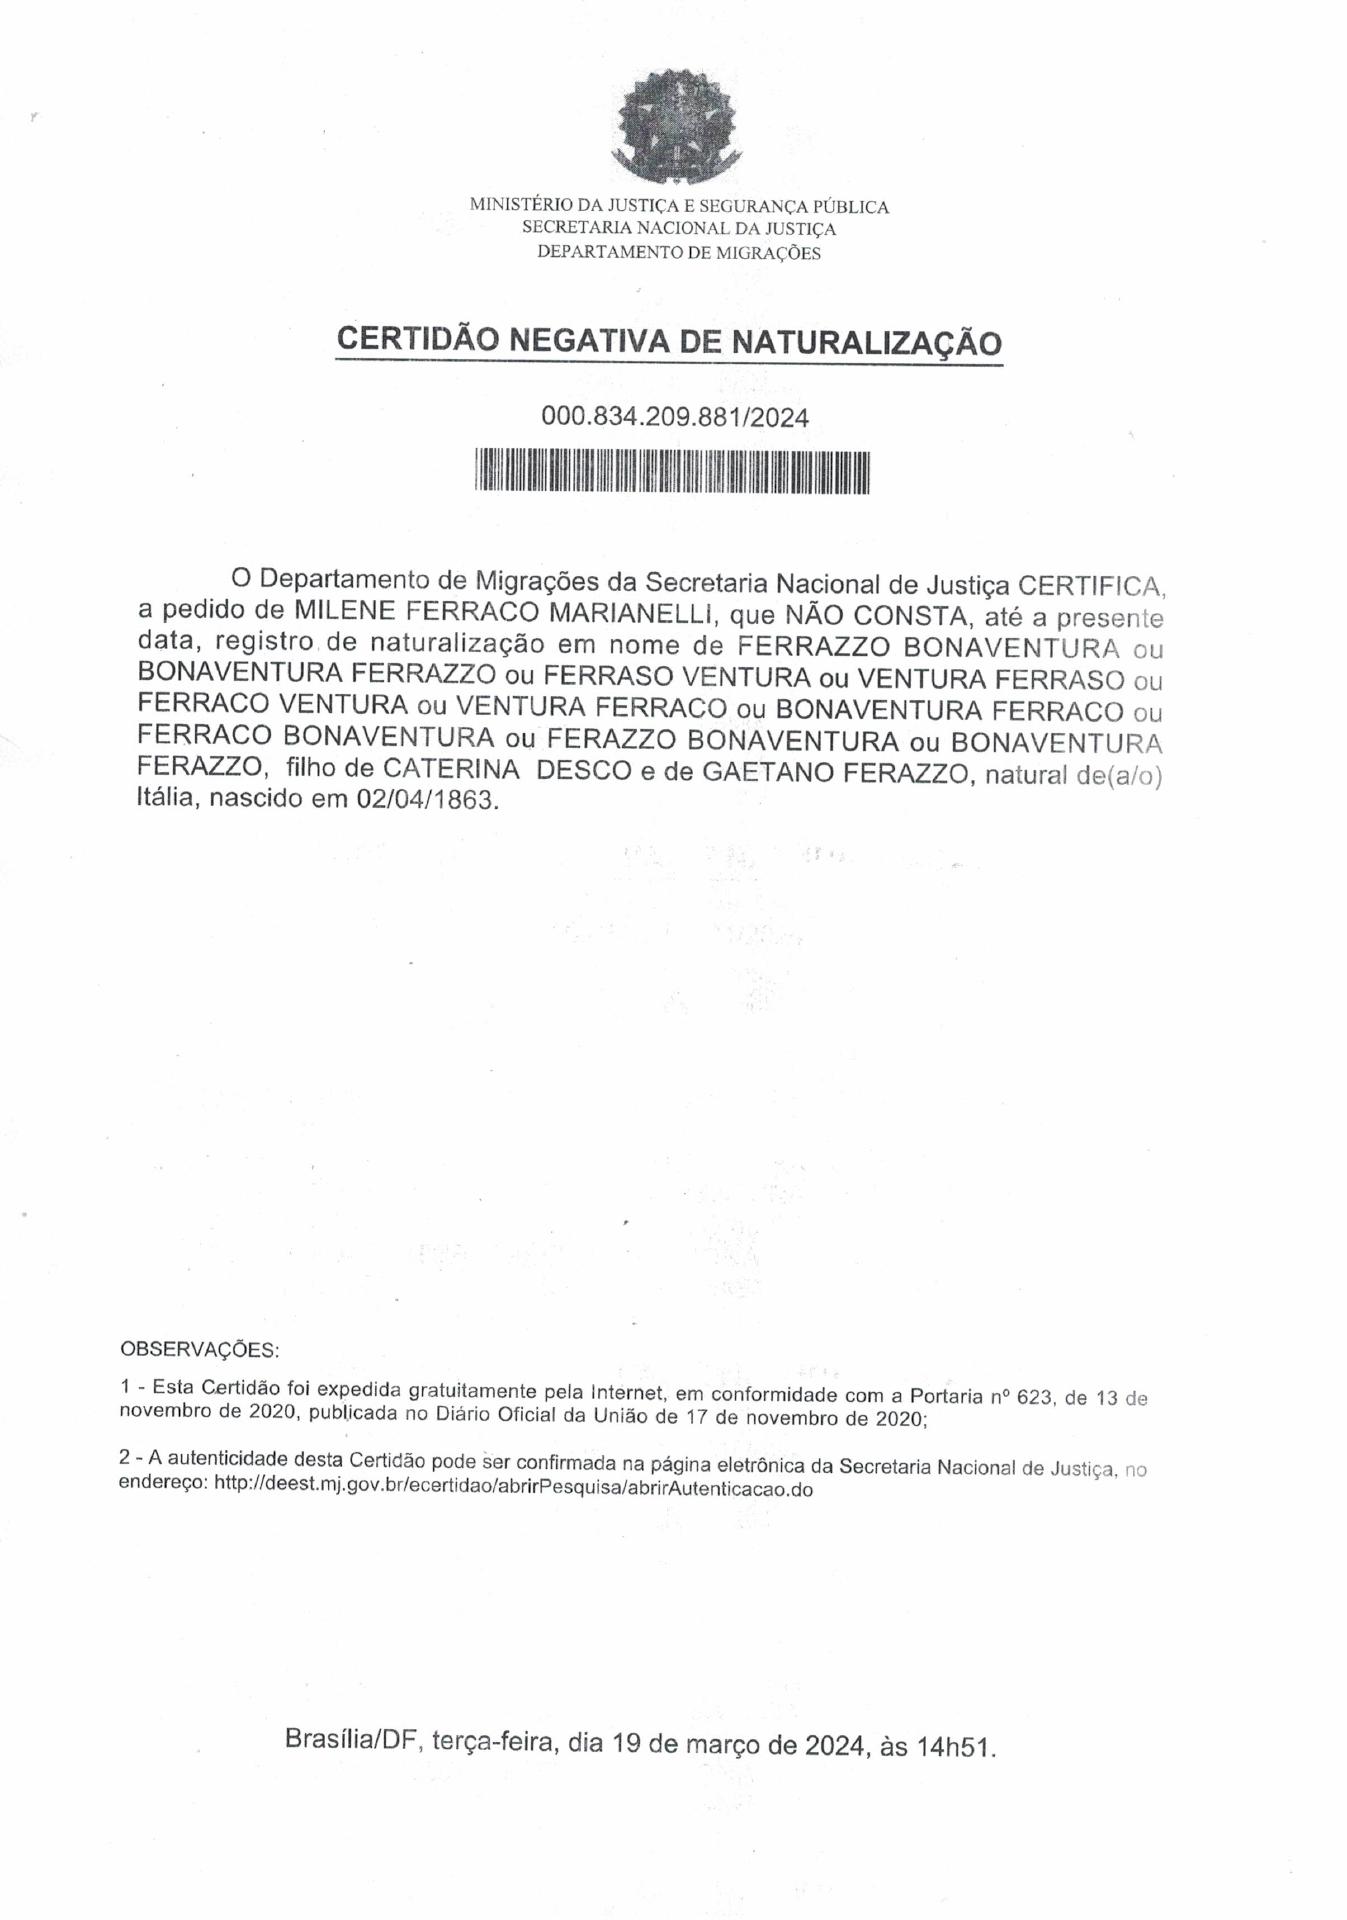 MINISTÉRIO DA JUSTIÇA E SEGURANÇA PÚBLICA
SECRETARIA NACIONAL DA JUSTIÇA
DEPARTAMENTO DE MIGRAÇÕES
CERTIDÃO NEGATIVA DE NATURALIZAÇÃO
000.834.209.881/2024
O Departamento de Migrações da Secretaria Nacional de Justiça CERTIFICA,
a pedido de MILENE FERRACO MARIANELLI, que NÃO CONSTA, até a presente
data, registro de naturalização em nome de FERRAZZO BONAVENTURA ou
BONAVENTURA FERRAZZO ou FERRASO VENTURA ou VENTURA FERRASO ou
FERRACO VENTURA ou VENTURA FERRACO ou BONAVENTURA FERRACO ou
FERRACO BONAVENTURA ou FERAZZO BONAVENTURA ou BONAVENTURA
FERAZZO, filho de CATERINA DESCO e de GAETANO FERAZZO, natural de(a/o)
Itália, nascido em 02/04/1863.
OBSERVAÇÕES:
1 - Esta Certidão foi expedida gratuitamente pela Internet, em conformidade com a Portaria nº 623, de 13 de
novembro de 2020, publicada no Diário Oficial da União de 17 de novembro de 2020;
2 - A autenticidade desta Certidão pode ser confirmada na página eletrônica da Secretaria Nacional de Justiça, no
endereço: http://deest.mj.gov.br/ecertidao/abrirPesquisa/abrirAutenticacao.do
Brasília/DF, terça-feira, dia 19 de março de 2024, às 14h51.